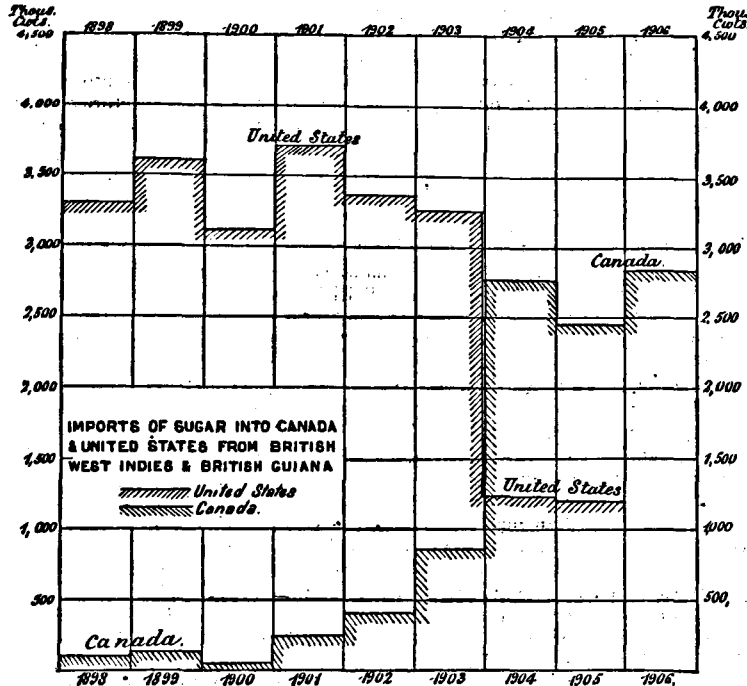 Thous. Cwts.
Thous. Cwts.
1898 1899 1900 1901 1902 1903 1904 1905 1906
4,500
4,500
4,000
4,000
United States
3,500
3,500
3,000
3,000
Canada.
2,500
2,500
2,000
2,000
IMPORTS OF SUGAR INTO CANADA
& UNITED STATES FROM BRITISH
WEST INDIES & BRITISH GUIANA
1,500
1,500
United States
Canada.
United States
1,000
1,000
500
500,
Canada.
1898 1899 1900 1901 1902 1903 1904 1905 1906.